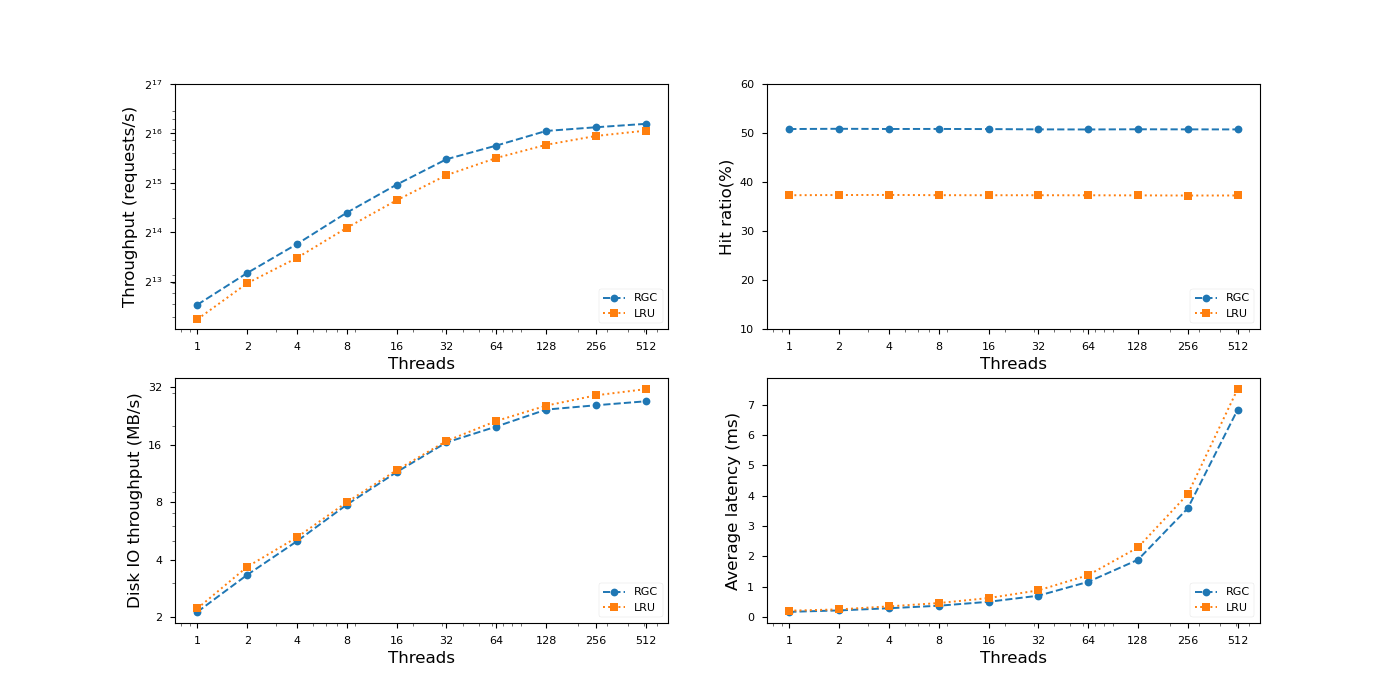 Throughput (requests/s)
2^17
2^16
2^15
2^14
2^13
1 2 4 8 16 32 64 128 256 512
Threads
RGC
LRU
Hit ratio(%)
60
50
40
30
20
10
1 2 4 8 16 32 64 128 256 512
Threads
RGC
LRU
Disk IO throughput (MB/s)
32
16
8
4
2
1 2 4 8 16 32 64 128 256 512
Threads
RGC
LRU
Average latency (ms)
7
6
5
4
3
2
1
0
1 2 4 8 16 32 64 128 256 512
Threads
RGC
LRU